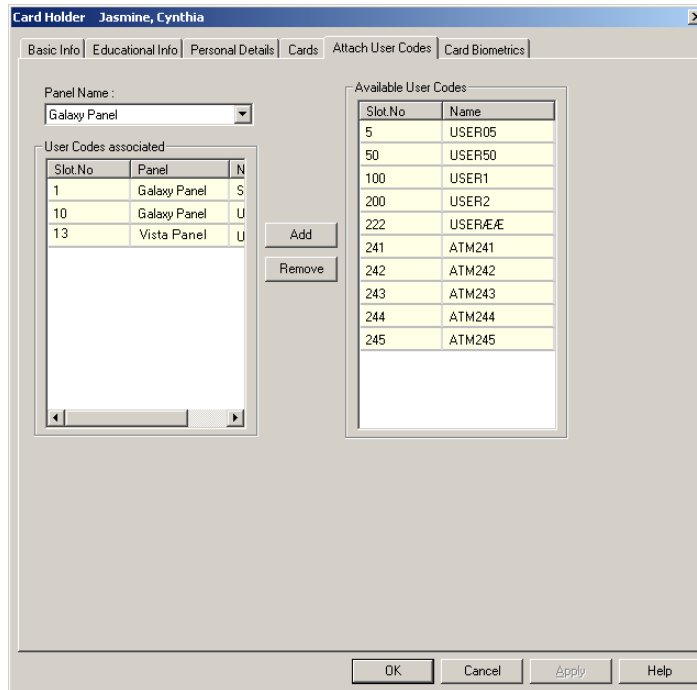 Card Holder Jasmine, Cynthia
Basic Info Educational Info Personal Details Cards Attach User Codes Card Biometrics
Panel Name :
Galaxy Panel
User Codes associated
Slot.No Panel N
1 Galaxy Panel S
10 Galaxy Panel U
13 Vista Panel U
Add
Remove
Available User Codes
Slot.No Name
5 USER05
50 USER50
100 USER1
200 USER2
222 USERÆÆ
241 ATM241
242 ATM242
243 ATM243
244 ATM244
245 ATM245
OK Cancel Apply Help